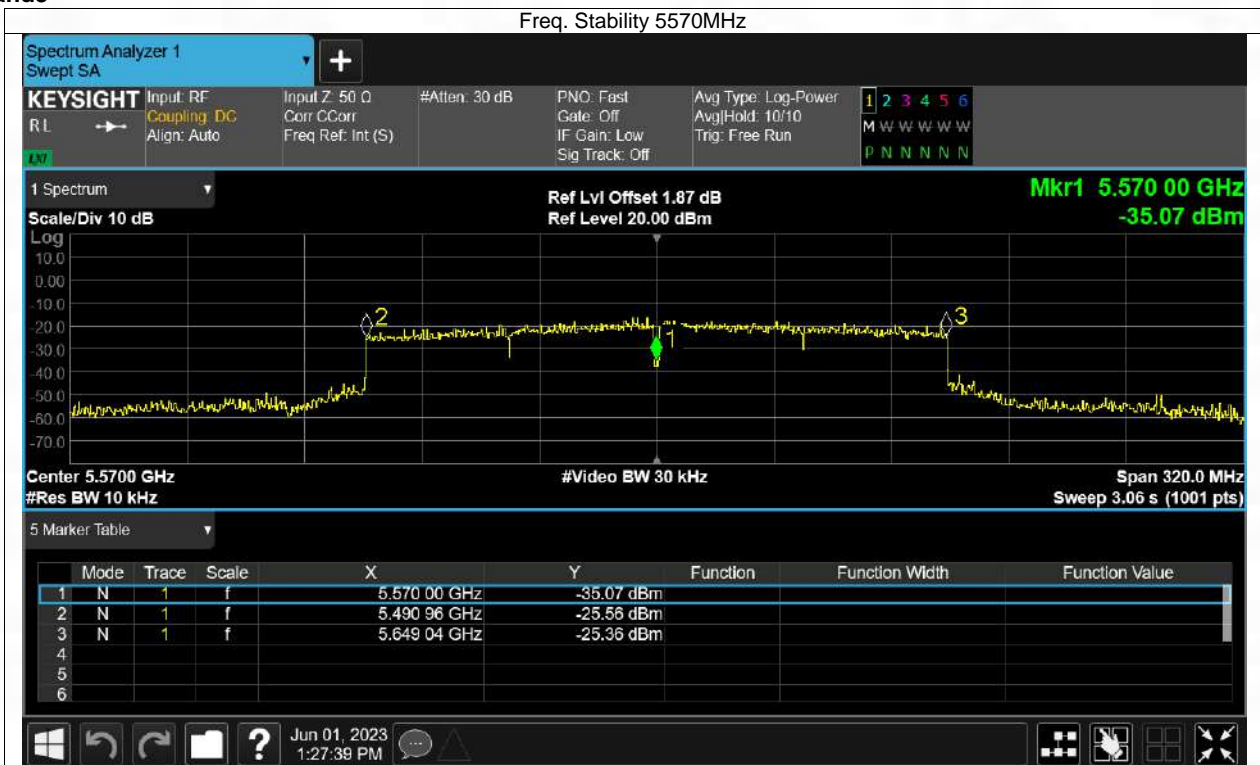 Freq. Stability 5570MHz
Spectrum Analyzer 1
Swept SA
KEYSIGHT Input: RF Input Z: 50 Ω #Atten: 30 dB PNO: Fast Avg Type: Log-Power 1 2 3 4 5 6
RL Coupling: DC Corr CCorr Gate: Off Avg|Hold: 10/10 M W W W W W
Align: Auto Freq Ref: Int (S) IF Gain: Low Trig: Free Run
LXI Sig Track: Off P N N N N N
1 Spectrum Ref Lvl Offset 1.87 dB Mkr1 5.570 00 GHz
Scale/Div 10 dB Ref Level 20.00 dBm -35.07 dBm
Log
10.0
0.00
-10.0
2 3
-20.0
1
-30.0
-40.0
-50.0
-60.0
-70.0
Center 5.5700 GHz #Video BW 30 kHz Span 320.0 MHz
#Res BW 10 kHz Sweep 3.06 s (1001 pts)
5 Marker Table
Mode Trace Scale X Y Function Function Width Function Value
1 N 1 f 5.570 00 GHz -35.07 dBm
2 N 1 f 5.490 96 GHz -25.56 dBm
3 N 1 f 5.649 04 GHz -25.36 dBm
4
5
6
? Jun 01, 2023
1:27:39 PM